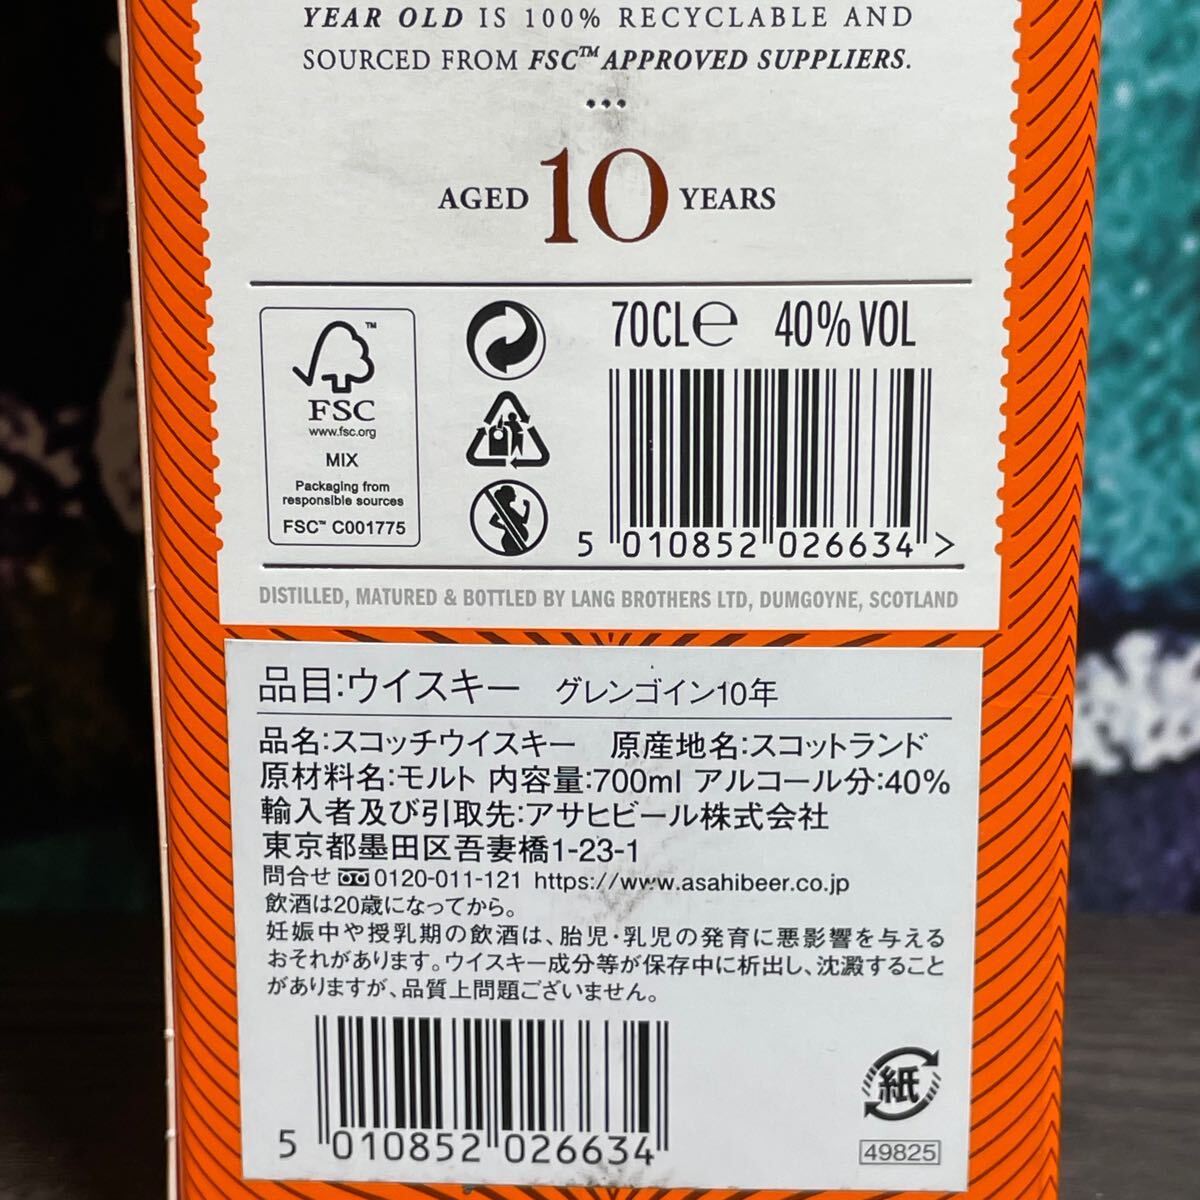 YEAR OLD IS 100% RECYCLABLE AND
SOURCED FROM FSC™ APPROVED SUPPLIERS.
•••
AGED 10 YEARS
70CL ℮ 40% VOL
™
FSC
www.fsc.org
MIX
Packaging from
responsible sources
FSC™ C001775
5 010852 026634 >
DISTILLED, MATURED & BOTTLED BY LANG BROTHERS LTD, DUMGOYNE, SCOTLAND
品目:ウイスキー グレンゴイン10年
品名:スコッチウイスキー 原産地名:スコットランド
原材料名:モルト 内容量:700ml アルコール分:40%
輸入者及び引取先:アサヒビール株式会社
東京都墨田区吾妻橋1-23-1
問合せ 0120-011-121 https://www.asahibeer.co.jp
飲酒は20歳になってから。
妊娠中や授乳期の飲酒は、胎児・乳児の発育に悪影響を与える
おそれがあります。ウイスキー成分等が保存中に析出し、沈澱すること
がありますが、品質上問題ございません。
5 010852 026634
紙
49825